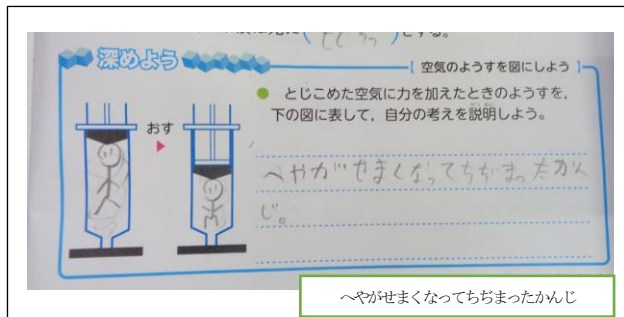 深めよう
[ 空気のようすを図にしよう ]
● とじこめた空気に力を加えたときのようすを,
下の図に表して, 自分の考えを説明しよう。
おす
へやがせまくなってちぢまったかん
じ。
へやがせまくなってちぢまったかんじ